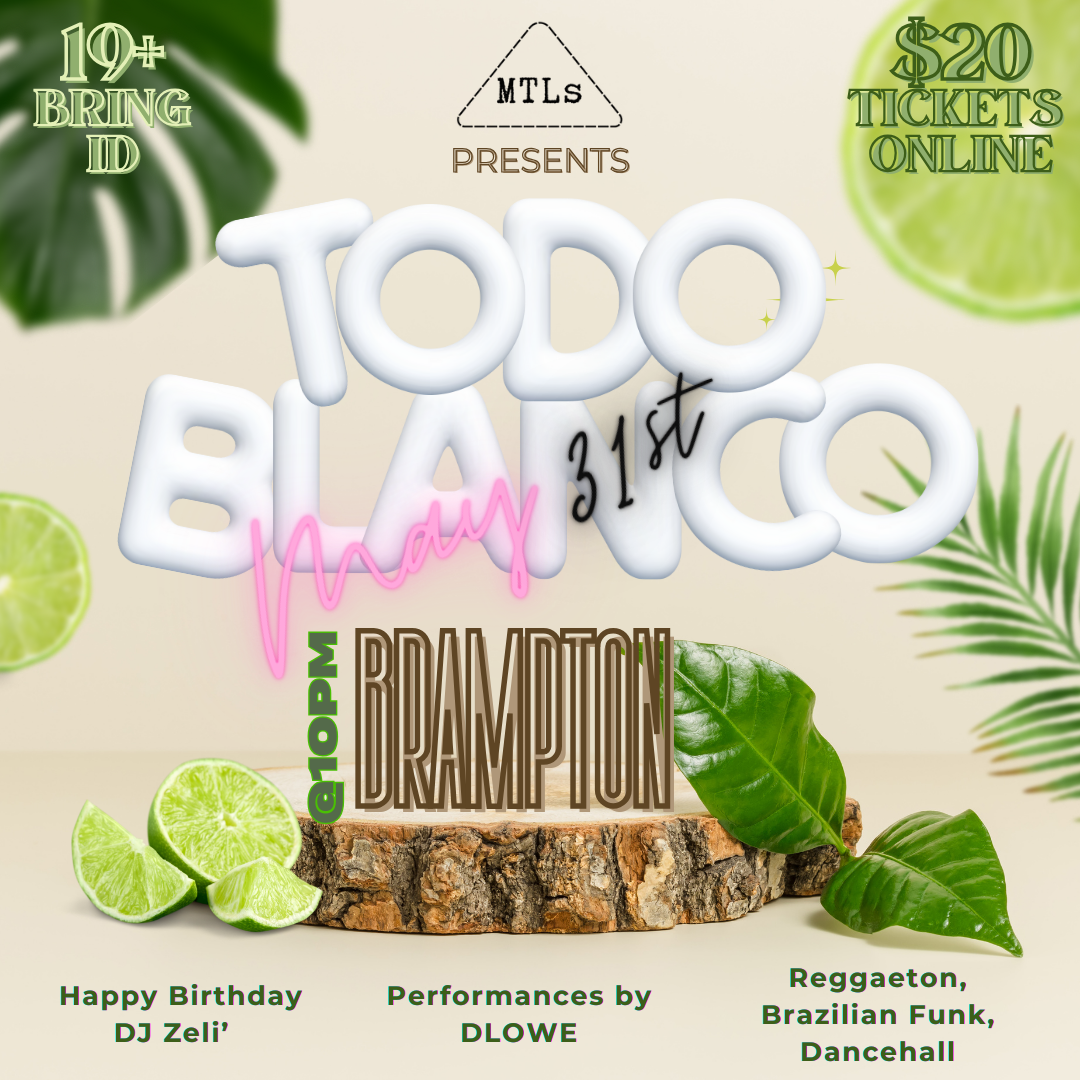 19+
BRING
ID
MTLs
PRESENTS
$20
TICKETS
ONLINE
TODO
BLANCO
May 31st
@10PM
BRAMPTON
Happy Birthday
DJ Zeli’
Performances by
DLOWE
Reggaeton,
Brazilian Funk,
Dancehall